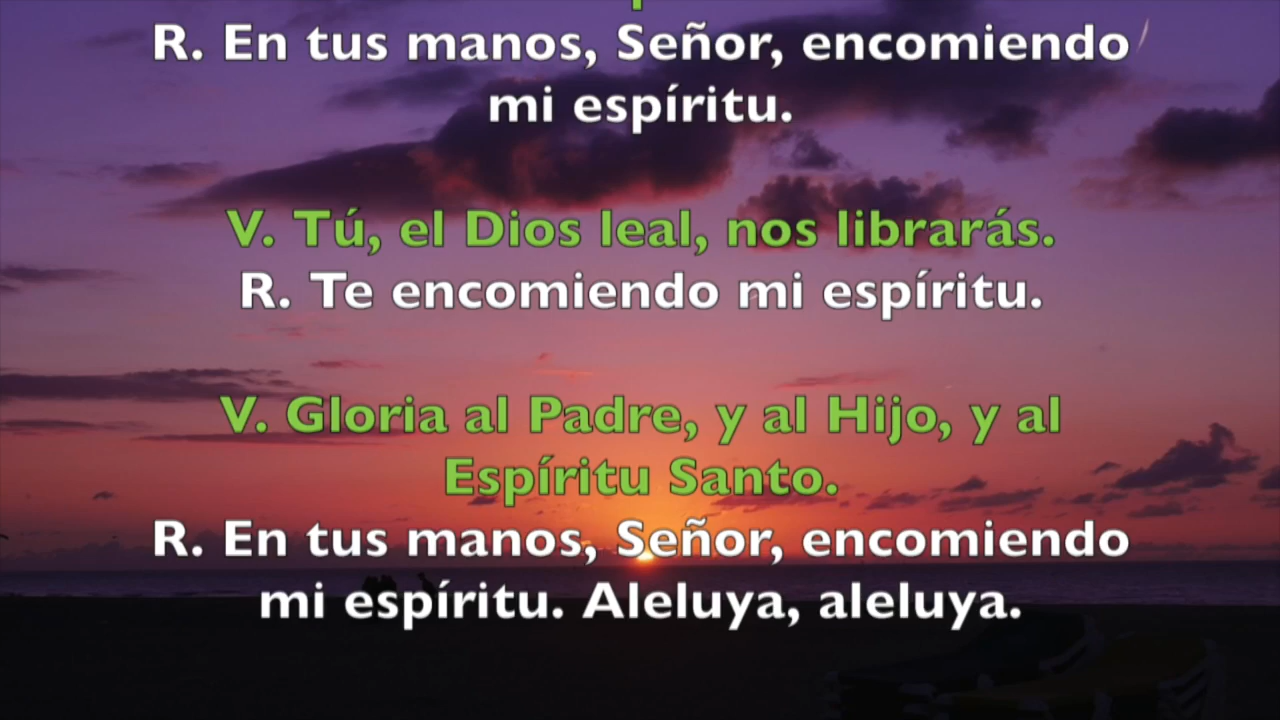 R. En tus manos, Señor, encomiendo
mi espíritu.
V. Tú, el Dios leal, nos librarás.
R. Te encomiendo mi espíritu.
V. Gloria al Padre, y al Hijo, y al
Espíritu Santo.
R. En tus manos, Señor, encomiendo
mi espíritu. Aleluya, aleluya.